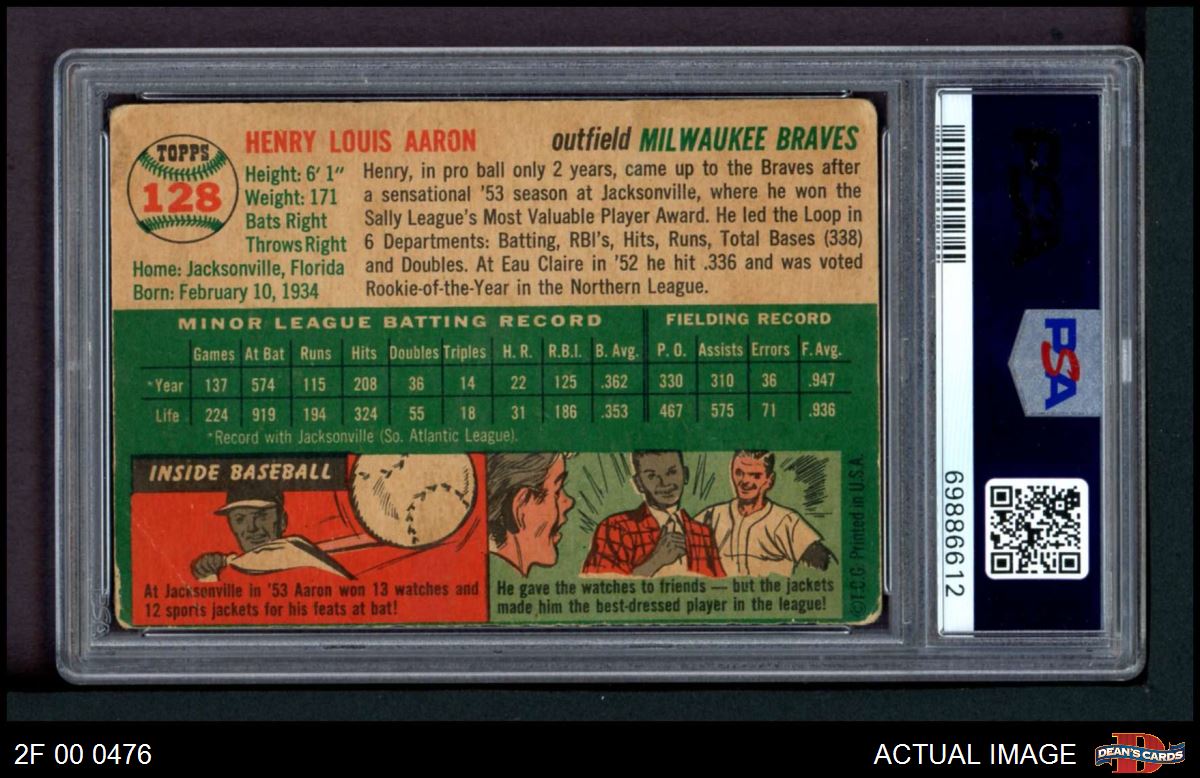 TOPPS
128
HENRY LOUIS AARON
outfield MILWAUKEE BRAVES
Height: 6' 1"
Weight: 171
Bats Right
Throws Right
Home: Jacksonville, Florida
Born: February 10, 1934
Henry, in pro ball only 2 years, came up to the Braves after
a sensational '53 season at Jacksonville, where he won the
Sally League's Most Valuable Player Award. He led the Loop in
6 Departments: Batting, RBI's, Hits, Runs, Total Bases (338)
and Doubles. At Eau Claire in '52 he hit .336 and was voted
Rookie-of-the-Year in the Northern League.
MINOR LEAGUE BATTING RECORD FIELDING RECORD
Games At Bat Runs Hits Doubles Triples H. R. R.B.I. B. Avg. P. O. Assists Errors F. Avg.
*Year 137 574 115 208 36 14 22 125 .362 330 310 36 .947
Life 224 919 194 324 55 18 31 186 .353 467 575 71 .936
*Record with Jacksonville (So. Atlantic League).
INSIDE BASEBALL
At Jacksonville in '53 Aaron won 13 watches and
12 sports jackets for his feats at bat!
He gave the watches to friends — but the jackets
made him the best-dressed player in the league!
©T.C.G. Printed in U.S.A.
PSA
PSA
69886612
2F 00 0476
ACTUAL IMAGE
DEAN'S CARDS